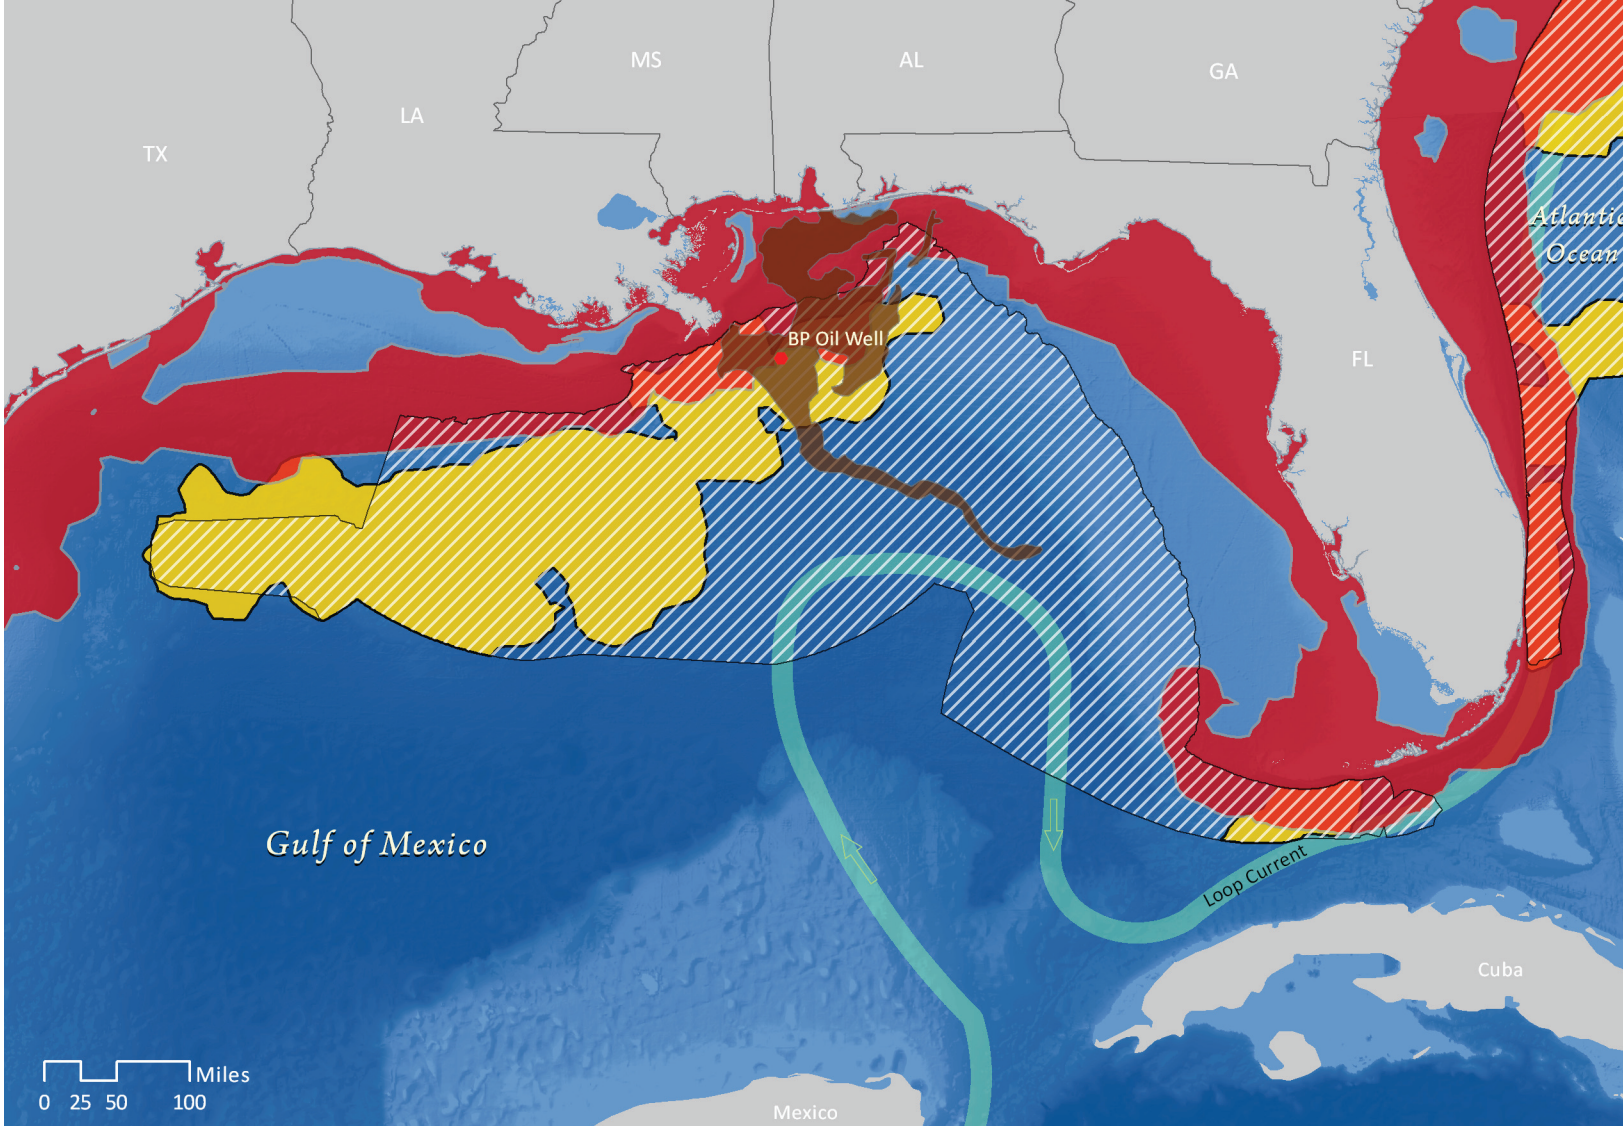 MS
AL
GA
LA
TX
Atlantic
Ocean
BP Oil Well
FL
Gulf of Mexico
Loop Current
Cuba
Miles
0 25 50 100
Mexico